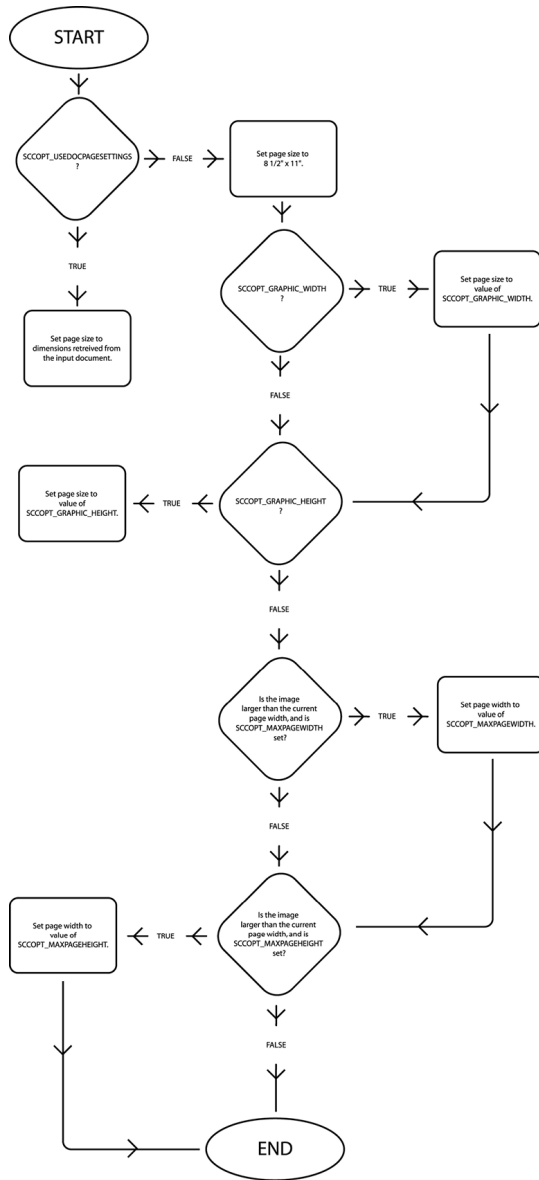 START
SCCOPT_USEDOCPAGESETTINGS
?
FALSE
Set page size to
8 1/2" x 11".
TRUE
Set page size to
dimensions retreived from
the input document.
SCCOPT_GRAPHIC_WIDTH
?
TRUE
Set page size to
value of
SCCOPT_GRAPHIC_WIDTH.
FALSE
SCCOPT_GRAPHIC_HEIGHT
?
TRUE
Set page size to
value of
SCCOPT_GRAPHIC_HEIGHT.
FALSE
Is the image
larger than the current
page width, and is
SCCOPT_MAXPAGEWIDTH
set?
TRUE
Set page width to
value of
SCCOPT_MAXPAGEWIDTH.
FALSE
Is the image
larger than the current
page width, and is
SCCOPT_MAXPAGEHEIGHT
set?
TRUE
Set page width to
value of
SCCOPT_MAXPAGEHEIGHT.
FALSE
END